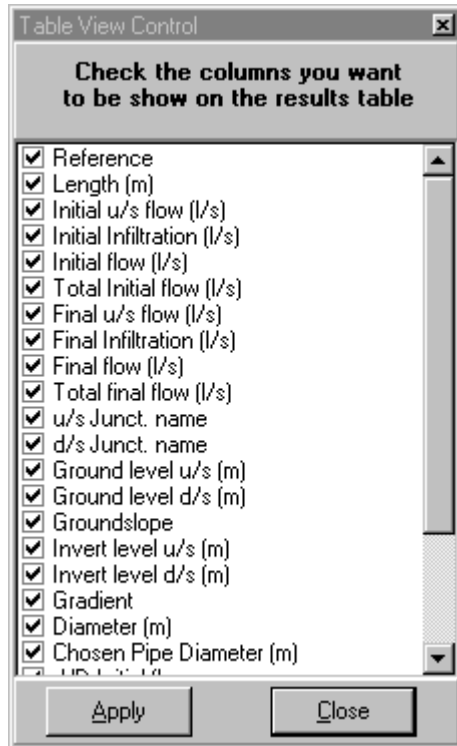 Table View Control
Check the columns you want
to be show on the results table
Reference
Length (m)
Initial u/s flow (l/s)
Initial Infiltration (l/s)
Initial flow (l/s)
Total Initial flow (l/s)
Final u/s flow (l/s)
Final Infiltration (l/s)
Final flow (l/s)
Total final flow (l/s)
u/s Junct. name
d/s Junct. name
Ground level u/s (m)
Ground level d/s (m)
Groundslope
Invert level u/s (m)
Invert level d/s (m)
Gradient
Diameter (m)
Chosen Pipe Diameter (m)
Apply
Close